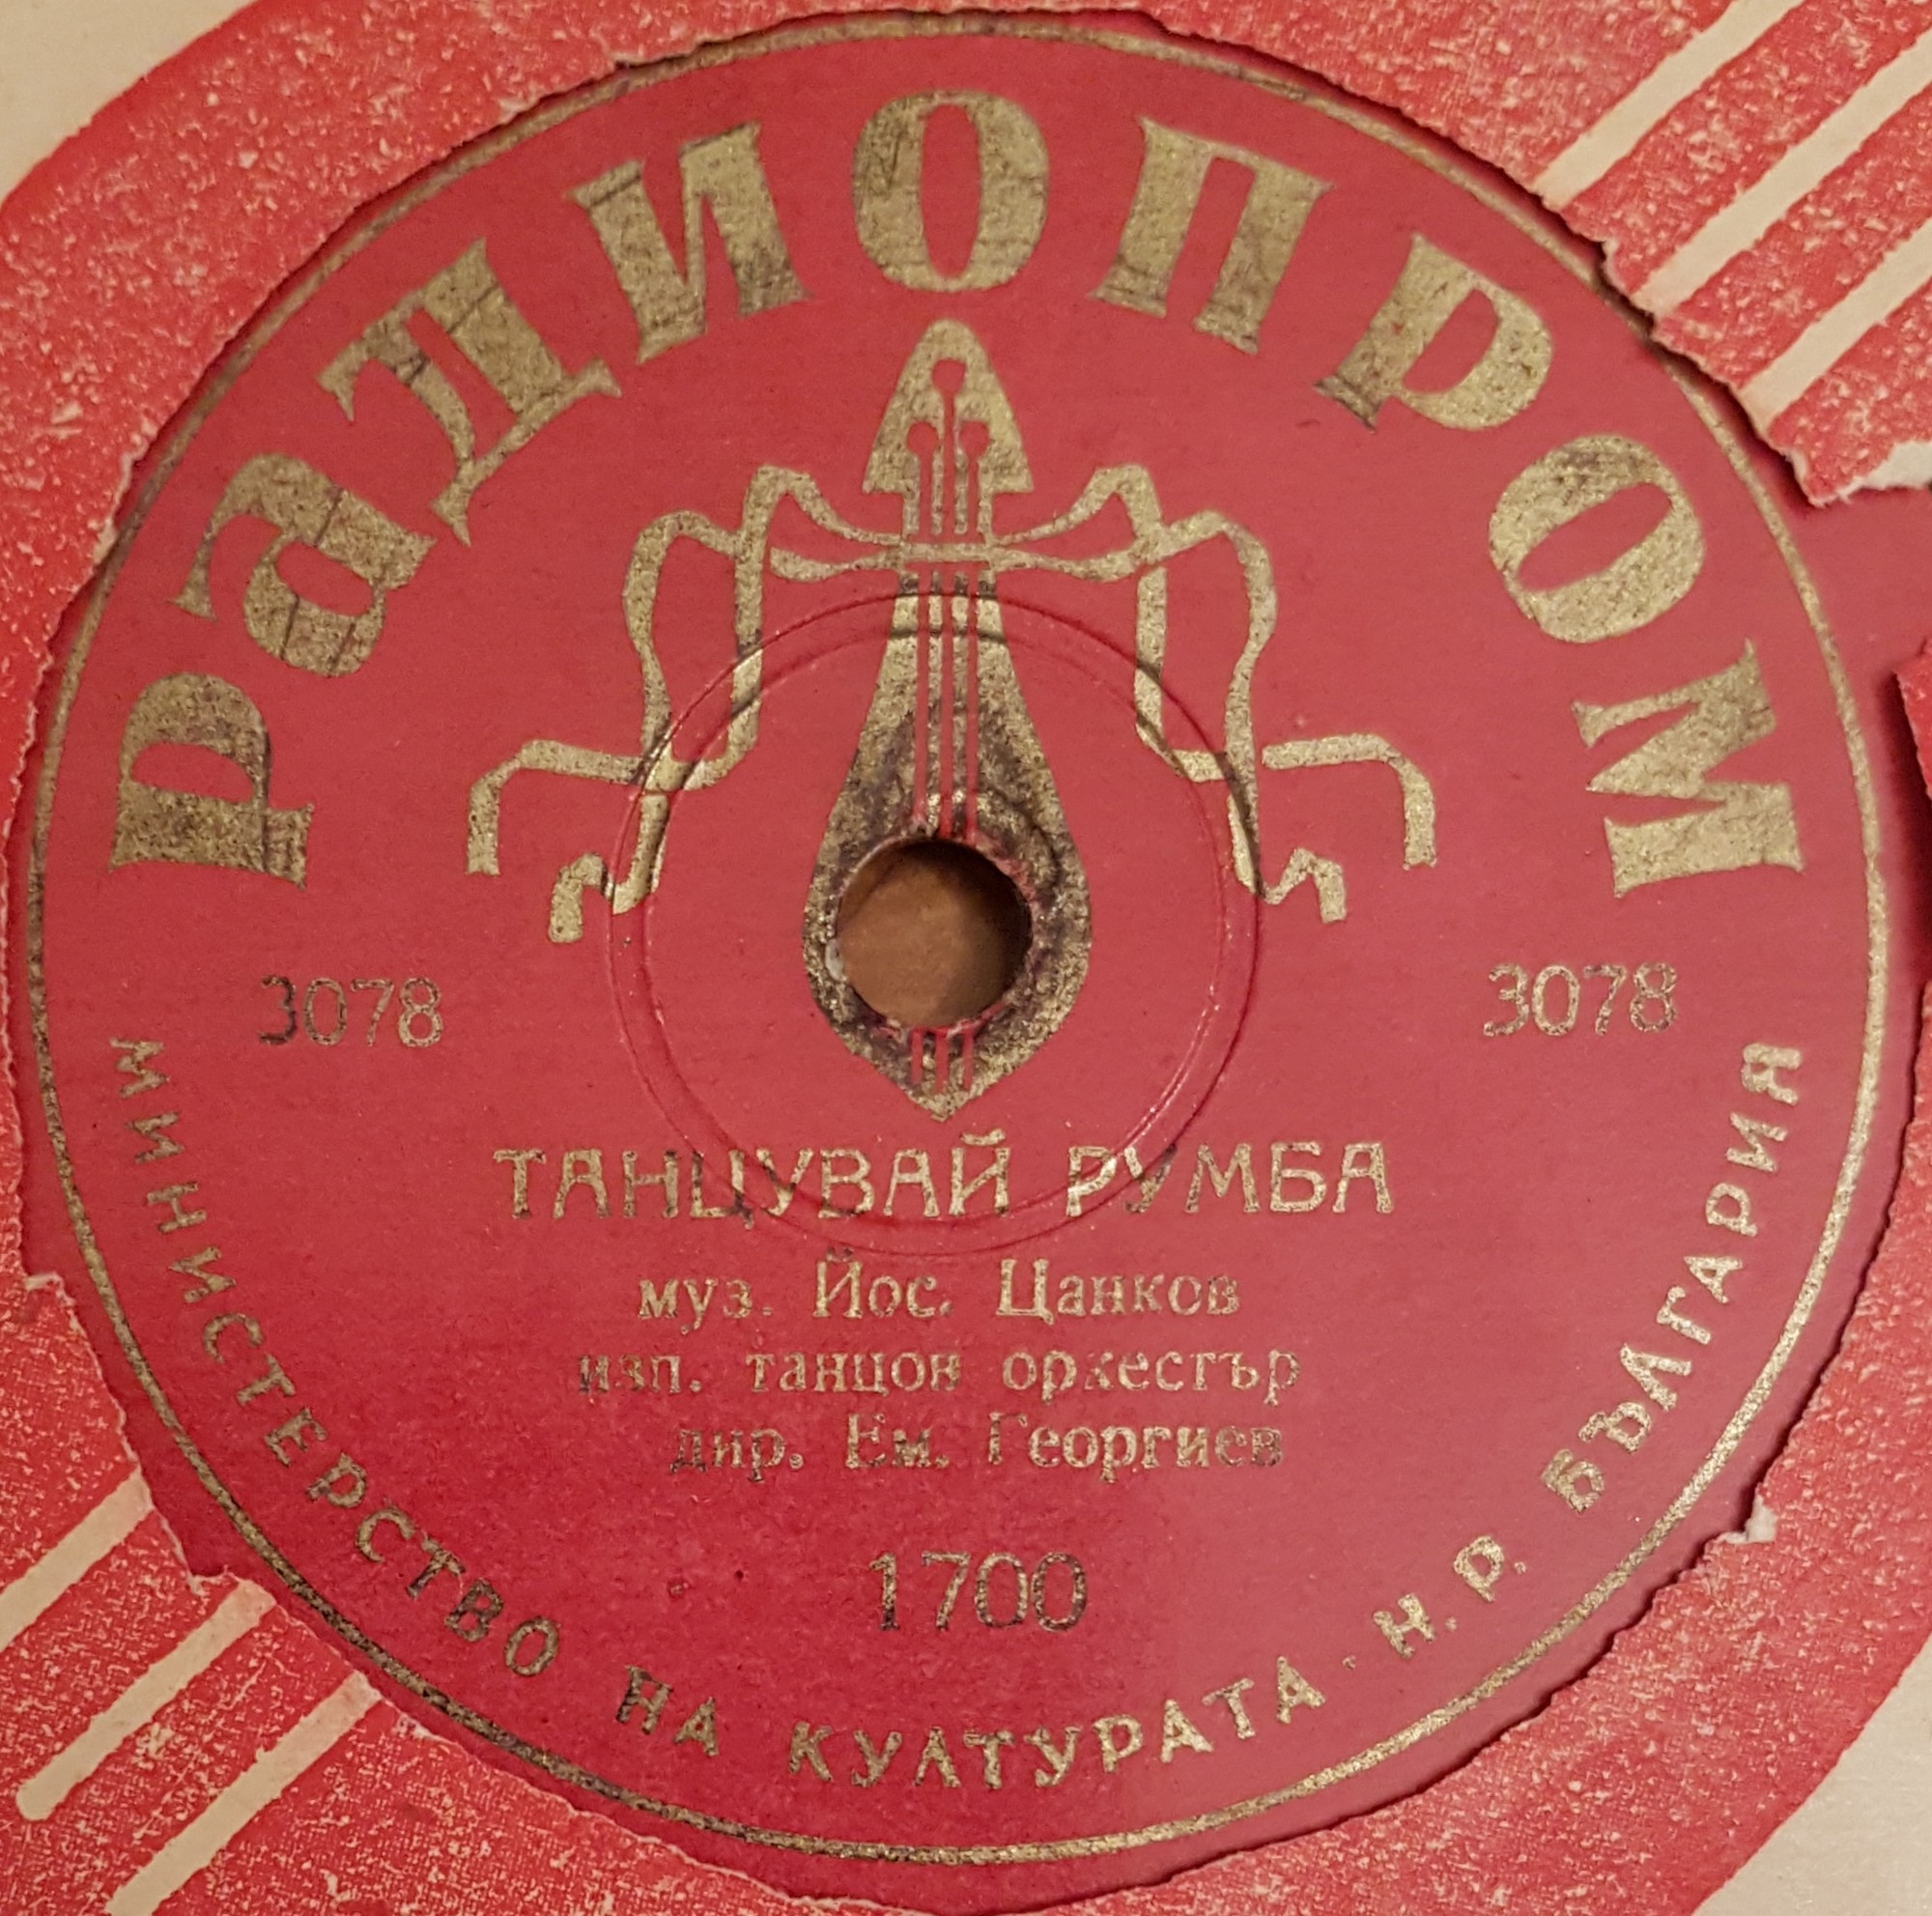 Радиопром
3078 3078
ТАНЦУВАЙ РУМБА
муз. Йос. Цанков
изп. танцов оркестър
дир. Ем. Георгиев
1700
МИНИСТЕРСТВО НА КУЛТУРАТА · Н. Р. БЪЛГАРИЯ